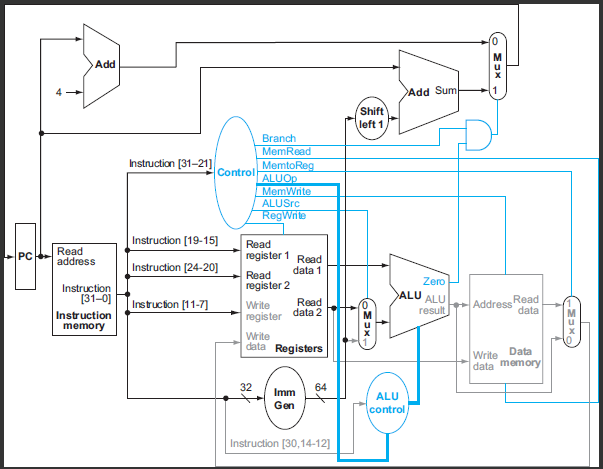 Add
4
Add Sum
0
M
u
x
1
Shift
left 1
Branch
MemRead
MemtoReg
ALUOp
MemWrite
ALUSrc
RegWrite
Control
Instruction [31–21]
PC
Read
address
Instruction
[31–0]
Instruction
memory
Instruction [19-15]
Instruction [24-20]
Instruction [11-7]
Read
register 1
Read
register 2
Write
register
Write
data
Read
data 1
Read
data 2
Registers
0
M
u
x
1
ALU
Zero
ALU
result
Address
Read
data
Write
data
Data
memory
1
M
u
x
0
32
Imm
Gen
64
ALU
control
Instruction [30,14-12]